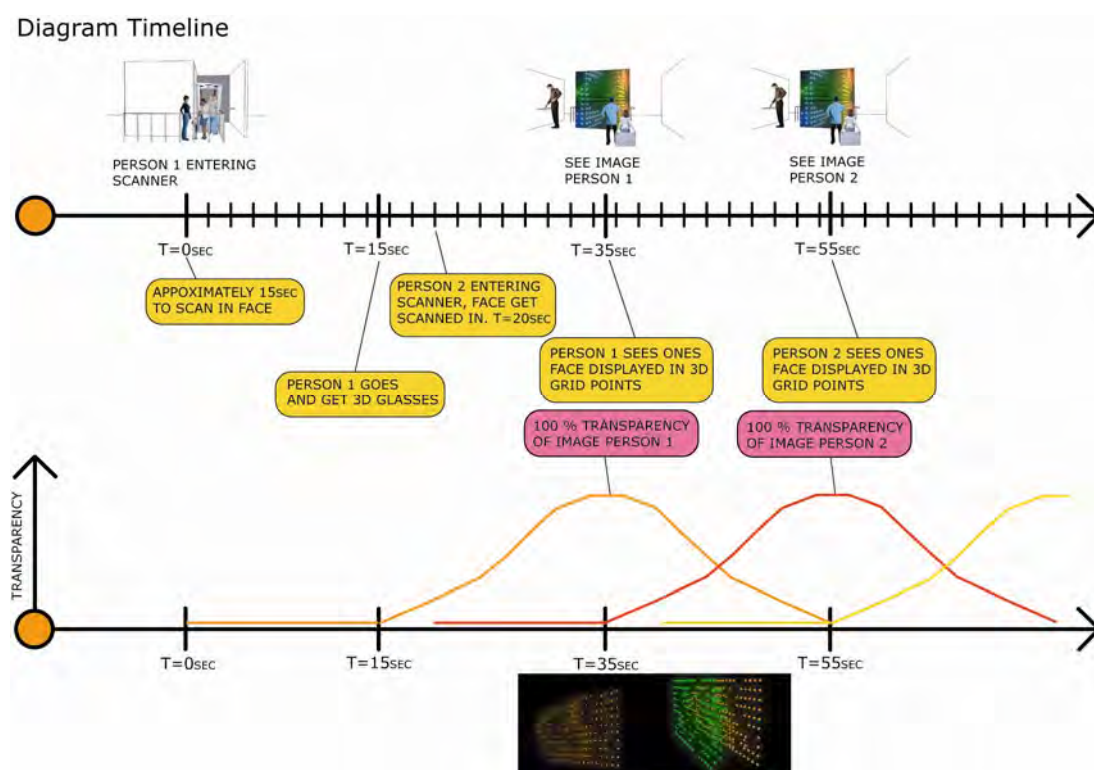 Diagram Timeline
PERSON 1 ENTERING
SCANNER
SEE IMAGE
PERSON 1
SEE IMAGE
PERSON 2
T=0SEC
T=15SEC
T=35SEC
T=55SEC
APPOXIMATELY 15SEC
TO SCAN IN FACE
PERSON 2 ENTERING
SCANNER, FACE GET
SCANNED IN. T=20SEC
PERSON 1 GOES
AND GET 3D GLASSES
PERSON 1 SEES ONES
FACE DISPLAYED IN 3D
GRID POINTS
PERSON 2 SEES ONES
FACE DISPLAYED IN 3D
GRID POINTS
100 % TRANSPARENCY
OF IMAGE PERSON 1
100 % TRANSPARENCY
OF IMAGE PERSON 2
TRANSPARENCY
T=0SEC
T=15SEC
T=35SEC
T=55SEC